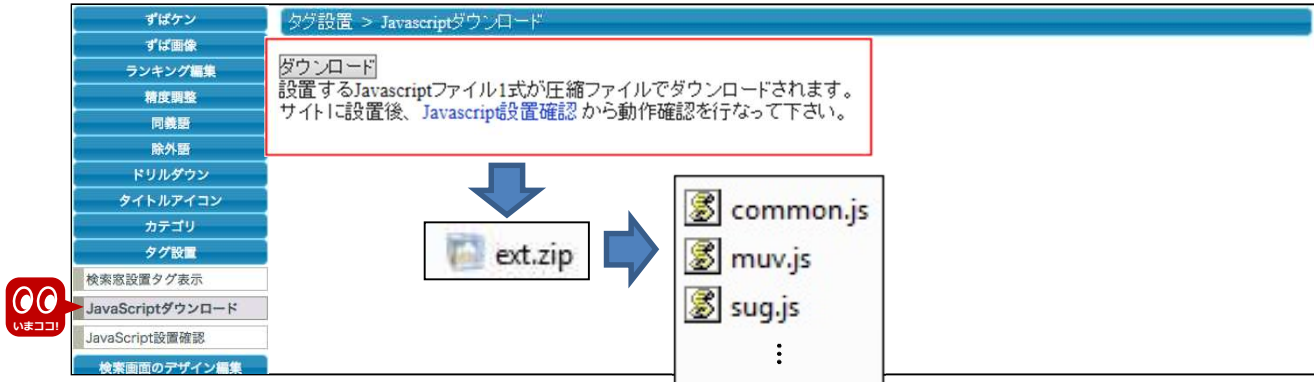 ずばケン
ずば画像
ランキング編集
精度調整
同義語
除外語
ドリルダウン
タイトルアイコン
カテゴリ
タグ設置
検索窓設置タグ表示
JavaScriptダウンロード
JavaScript設置確認
検索画面のデザイン編集
いまココ!
タグ設置 > Javascriptダウンロード
ダウンロード
設置するJavascriptファイル1式が圧縮ファイルでダウンロードされます。
サイトに設置後、Javascript設置確認 から動作確認を行なって下さい。
ext.zip
common.js
muv.js
sug.js
⋮